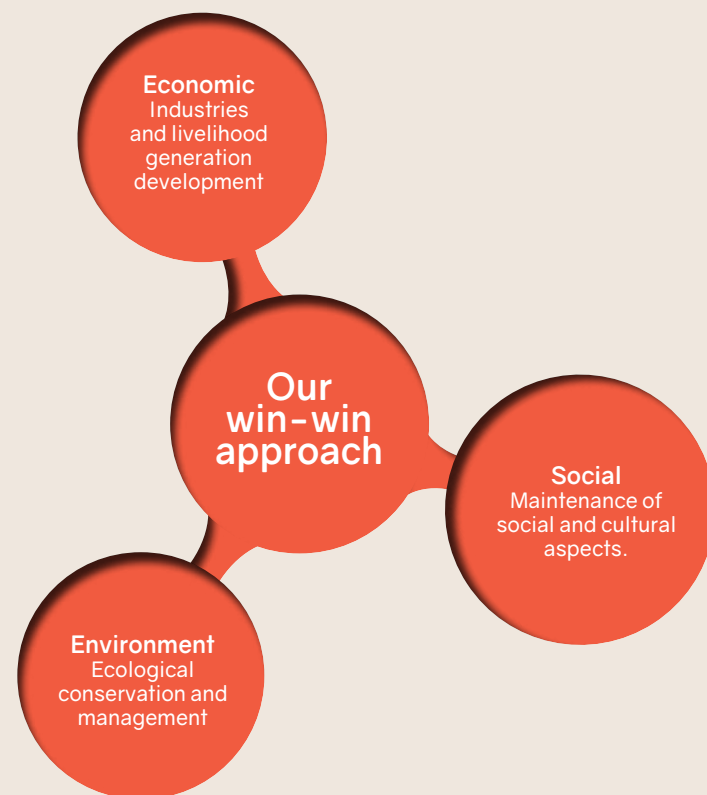 Economic
Industries
and livelihood
generation
development
Our
win-win
approach
Social
Maintenance of
social and cultural
aspects.
Environment
Ecological
conservation and
management